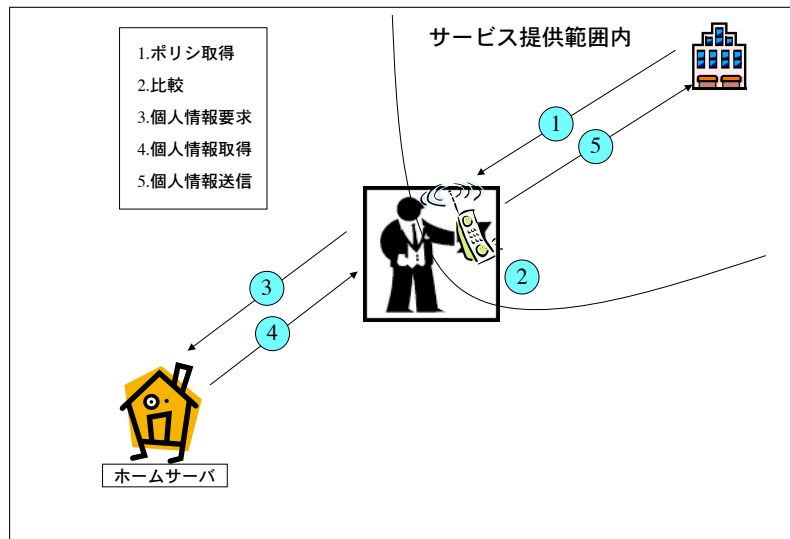 サービス提供範囲内
1.ポリシ取得
2.比較
3.個人情報要求
4.個人情報取得
5.個人情報送信
1
5
2
3
4
ホームサーバ